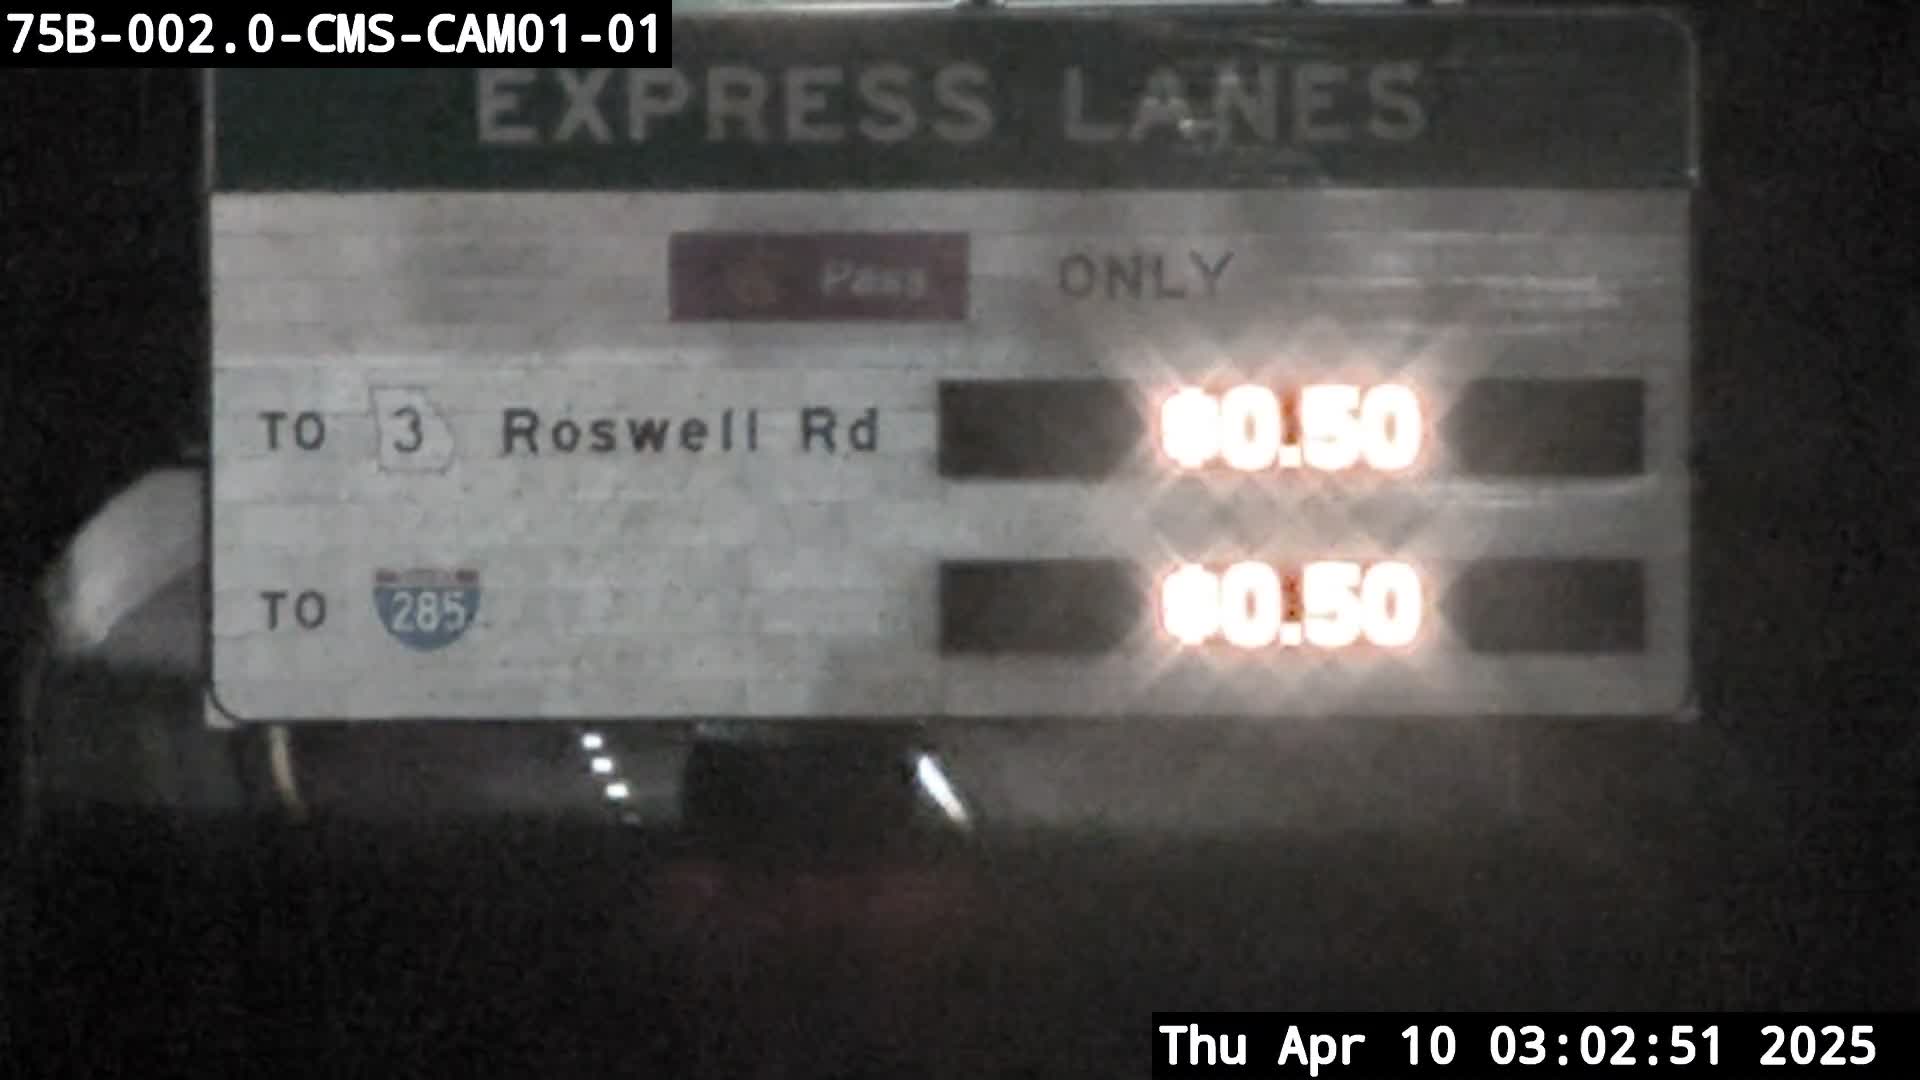 75B-002.0-CMS-CAM01-01
EXPRESS LANES
Pass ONLY
TO 3 Roswell Rd $0.50
TO 285 $0.50
Thu Apr 10 03:02:51 2025